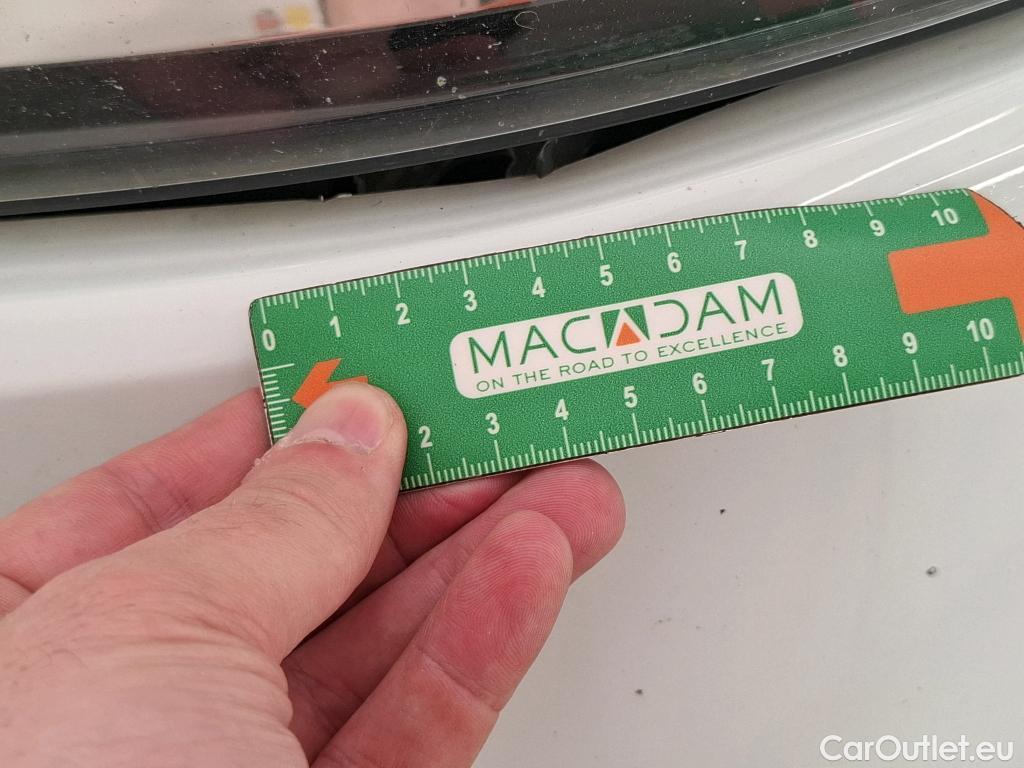 0 1 2 3 4 5 6 7 8 9 10
MACADAM
ON THE ROAD TO EXCELLENCE
2 3 4 5 6 7 8 9 10
CarOutlet.eu